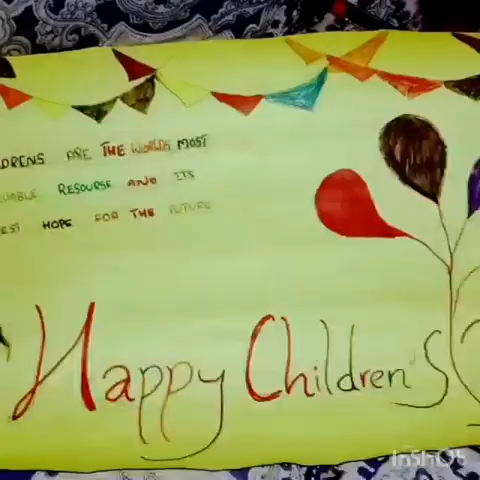 DRENS ARE THE WORLDS MOST
UABLE RESOURSE AND ITS
EST HOPE FOR THE FUTURE
Happy Children's
InShOt